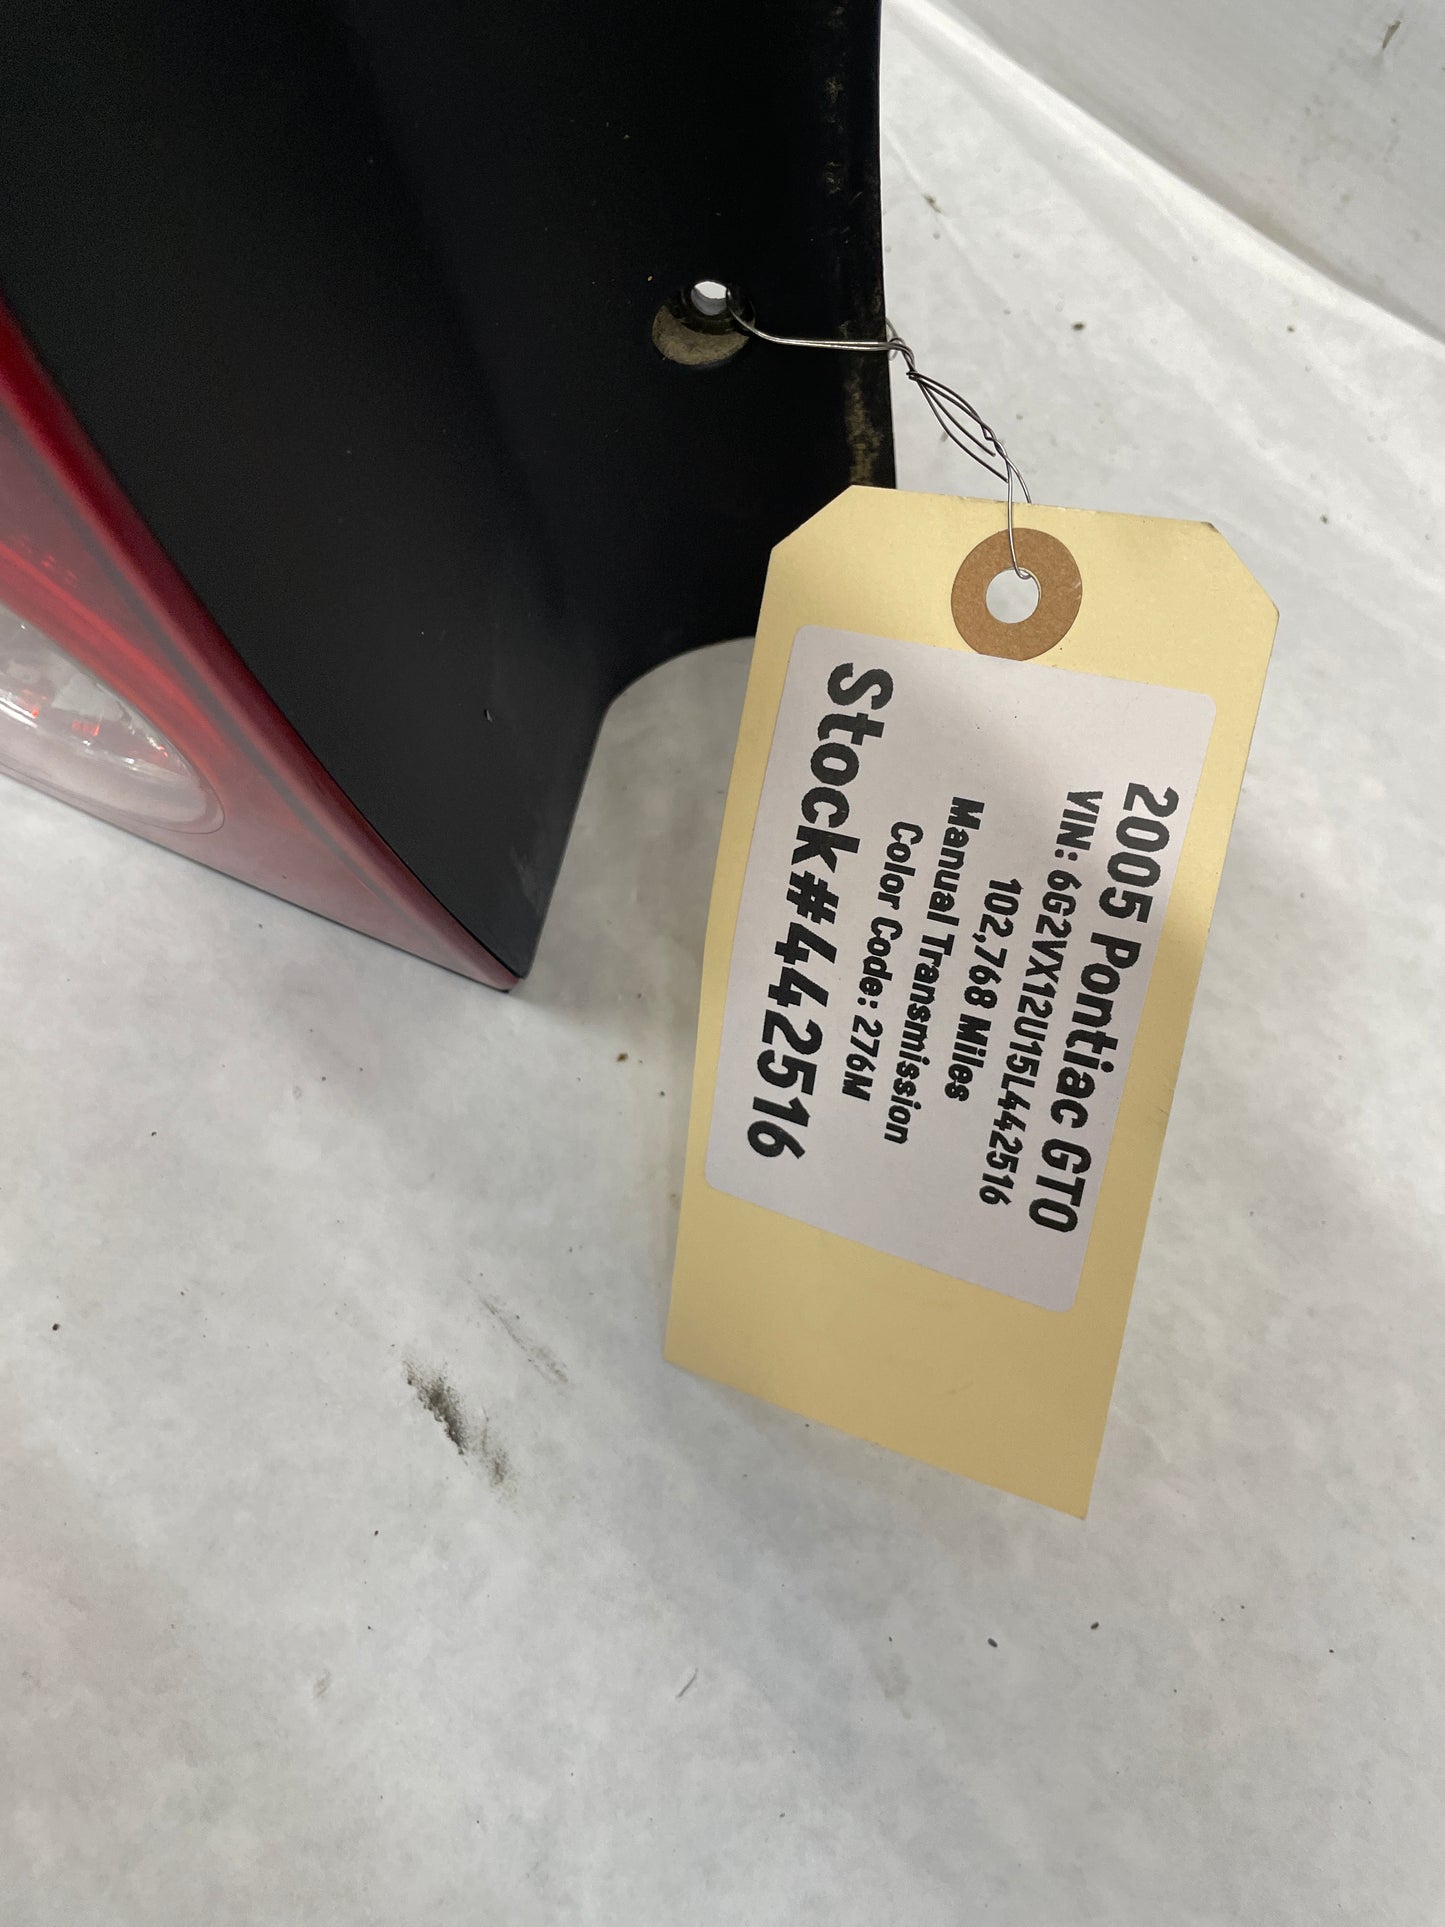 2005 Pontiac GTO
VIN: 6G2VX12U15L442516
102,768 Miles
Manual Transmission
Color Code: 276M
Stock#442516